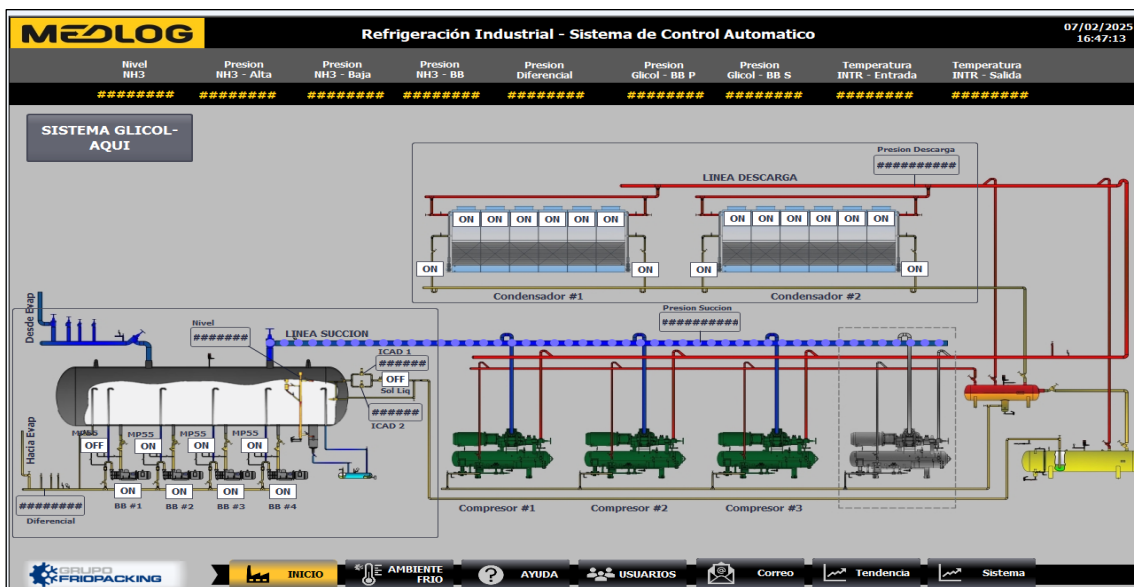 MEDLOG
Refrigeración Industrial - Sistema de Control Automatico
07/02/2025
16:47:13
Nivel
NH3
Presion
NH3 - Alta
Presion
NH3 - Baja
Presion
NH3 - BB
Presion
Diferencial
Presion
Glicol - BB P
Presion
Glicol - BB S
Temperatura
INTR - Entrada
Temperatura
INTR - Salida
######## ######## ######## ######## ######## ######## ######## ######## ########
SISTEMA GLICOL-
AQUI
Presion Descarga
##########
LINEA DESCARGA
ON ON ON ON ON ON
ON ON ON ON ON ON
ON ON ON ON
Condensador #1
Condensador #2
Desde Evap
Nivel
#######
LINEA SUCCION
Presion Succion
##########
ICAD 1
######
OFF
Sol Liq
######
ICAD 2
Hacia Evap
MP55 MP55 MP55 MP55
OFF ON ON ON
ON ON ON ON
BB #1 BB #2 BB #3 BB #4
########
Diferencial
Compresor #1
Compresor #2
Compresor #3
GRUPO
FRIOPACKING
INICIO
AMBIENTE
FRIO
AYUDA
USUARIOS
Correo
Tendencia
Sistema